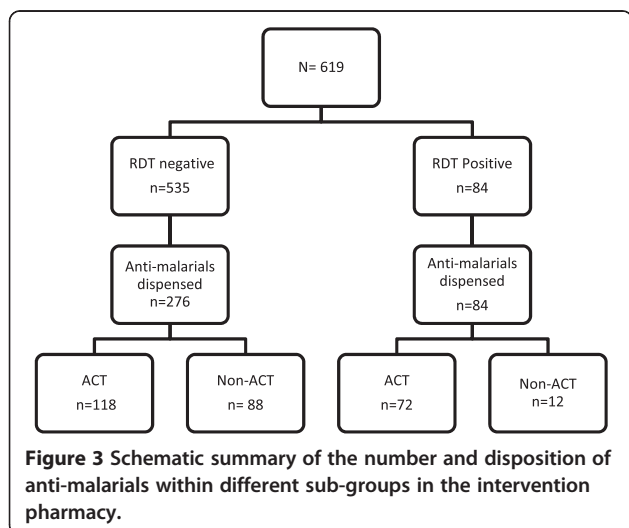 N= 619
RDT negative
n=535
RDT Positive
n=84
Anti-malarials
dispensed
n=276
Anti-malarials
dispensed
n=84
ACT
n=118
Non-ACT
n= 88
ACT
n=72
Non-ACT
n=12
Figure 3 Schematic summary of the number and disposition of
anti-malarials within different sub-groups in the intervention
pharmacy.